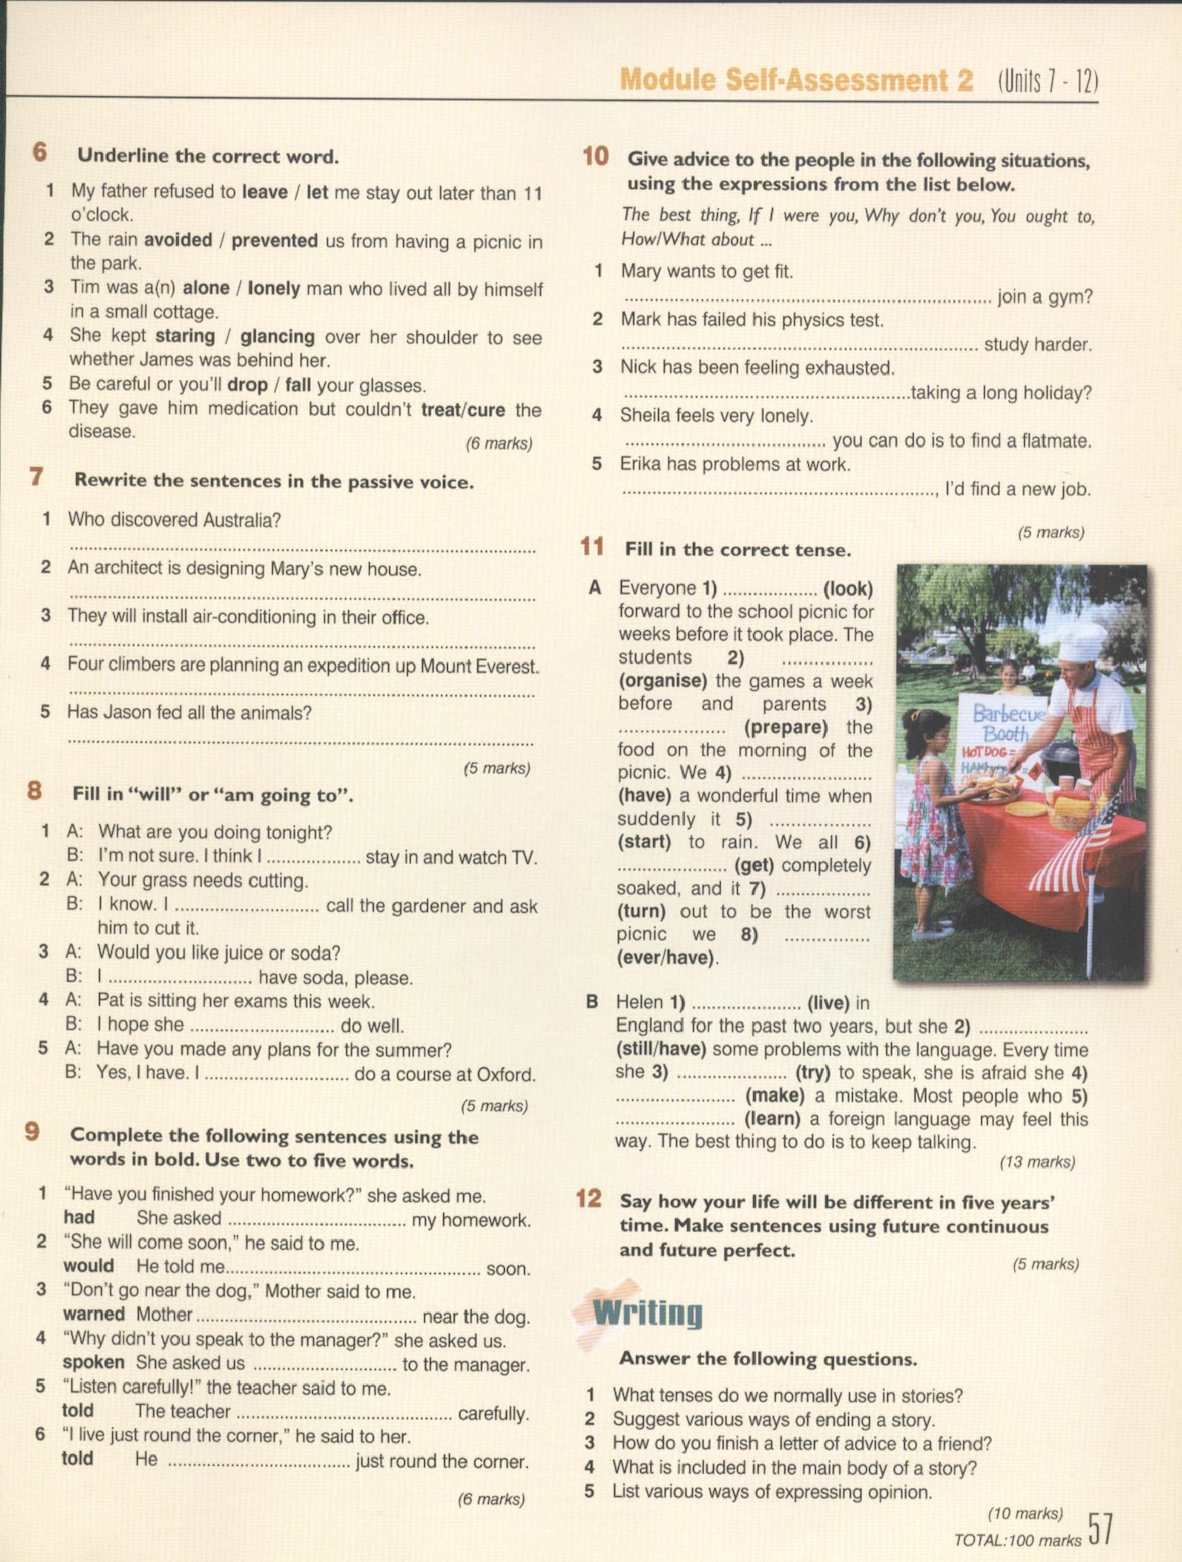 Module Self-Assessment 2 (Units 7 - 12)
6 Underline the correct word.
1 My father refused to leave / let me stay out later than 11
o'clock.
2 The rain avoided / prevented us from having a picnic in
the park.
3 Tim was a(n) alone / lonely man who lived all by himself
in a small cottage.
4 She kept staring / glancing over her shoulder to see
whether James was behind her.
5 Be careful or you'll drop / fall your glasses.
6 They gave him medication but couldn't treat/cure the
disease.
(6 marks)
7 Rewrite the sentences in the passive voice.
1 Who discovered Australia?
2 An architect is designing Mary's new house.
3 They will install air-conditioning in their office.
4 Four climbers are planning an expedition up Mount Everest.
5 Has Jason fed all the animals?
(5 marks)
8 Fill in "will" or "am going to".
1 A: What are you doing tonight?
B: I'm not sure. I think I ................... stay in and watch TV.
2 A: Your grass needs cutting.
B: I know. I ............................. call the gardener and ask
him to cut it.
3 A: Would you like juice or soda?
B: I ............................. have soda, please.
4 A: Pat is sitting her exams this week.
B: I hope she ............................. do well.
5 A: Have you made any plans for the summer?
B: Yes, I have. I ............................. do a course at Oxford.
(5 marks)
9 Complete the following sentences using the
words in bold. Use two to five words.
1 "Have you finished your homework?" she asked me.
had She asked .................................... my homework.
2 "She will come soon," he said to me.
would He told me.................................................... soon.
3 "Don't go near the dog," Mother said to me.
warned Mother ............................................. near the dog.
4 "Why didn't you speak to the manager?" she asked us.
spoken She asked us ............................. to the manager.
5 "Listen carefully!" the teacher said to me.
told The teacher ............................................ carefully.
6 "I live just round the corner," he said to her.
told He ..................................... just round the corner.
(6 marks)
10 Give advice to the people in the following situations,
using the expressions from the list below.
The best thing, If I were you, Why don't you, You ought to,
How/What about ...
1 Mary wants to get fit.
.......................................................................... join a gym?
2 Mark has failed his physics test.
........................................................................ study harder.
3 Nick has been feeling exhausted.
..........................................................taking a long holiday?
4 Sheila feels very lonely.
........................................ you can do is to find a flatmate.
5 Erika has problems at work.
..............................................................., I'd find a new job.
(5 marks)
11 Fill in the correct tense.
A Everyone 1) ................... (look)
forward to the school picnic for
weeks before it took place. The
students 2) ..................
(organise) the games a week
before and parents 3)
...................... (prepare) the
food on the morning of the
picnic. We 4) ..........................
(have) a wonderful time when
suddenly it 5) ....................
(start) to rain. We all 6)
...................... (get) completely
soaked, and it 7) ...................
(turn) out to be the worst
picnic we 8) .................
(ever/have).
Barbecue
Booth
HOT DOG =
B Helen 1) ...................... (live) in
England for the past two years, but she 2) ......................
(still/have) some problems with the language. Every time
she 3) ...................... (try) to speak, she is afraid she 4)
........................ (make) a mistake. Most people who 5)
........................ (learn) a foreign language may feel this
way. The best thing to do is to keep talking.
(13 marks)
12 Say how your life will be different in five years'
time. Make sentences using future continuous
and future perfect.
(5 marks)
Writing
Answer the following questions.
1 What tenses do we normally use in stories?
2 Suggest various ways of ending a story.
3 How do you finish a letter of advice to a friend?
4 What is included in the main body of a story?
5 List various ways of expressing opinion.
(10 marks)
TOTAL:100 marks 57